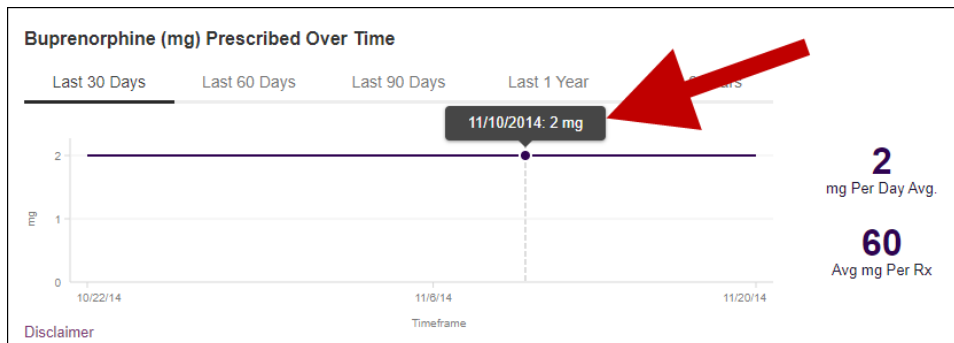 Buprenorphine (mg) Prescribed Over Time
Last 30 Days Last 60 Days Last 90 Days Last 1 Year
11/10/2014: 2 mg
2
1
0
mg
10/22/14 11/6/14 11/20/14
Timeframe
2
mg Per Day Avg.
60
Avg mg Per Rx
Disclaimer